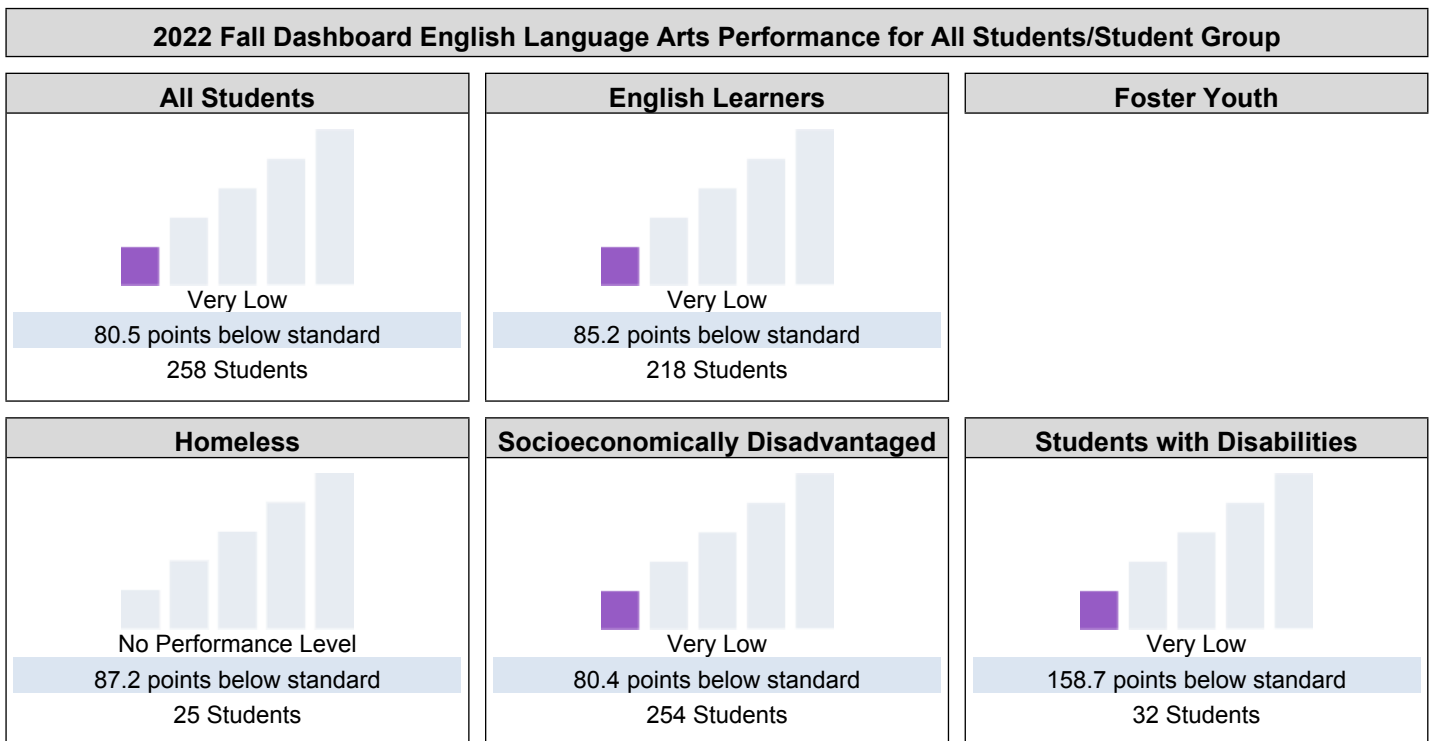 2022 Fall Dashboard English Language Arts Performance for All Students/Student Group
All Students
Very Low
80.5 points below standard
258 Students
English Learners
Very Low
85.2 points below standard
218 Students
Foster Youth
Homeless
No Performance Level
87.2 points below standard
25 Students
Socioeconomically Disadvantaged
Very Low
80.4 points below standard
254 Students
Students with Disabilities
Very Low
158.7 points below standard
32 Students